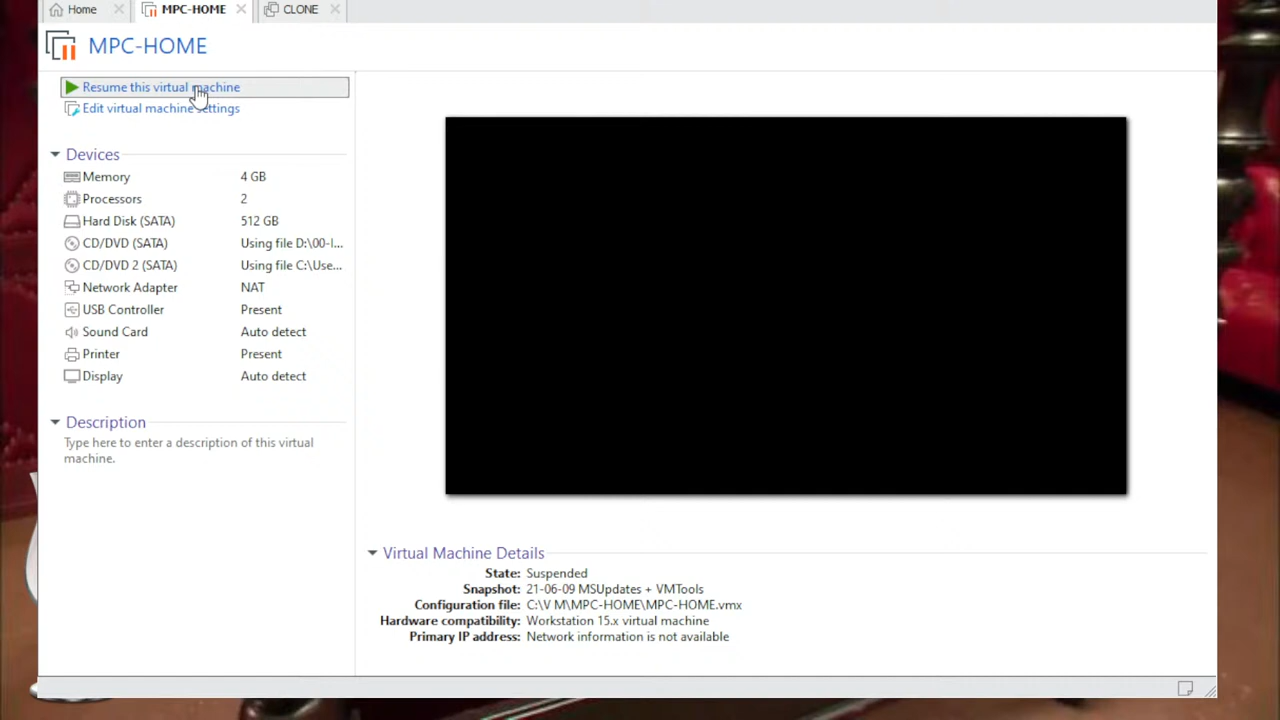 Home
MPC-HOME
CLONE
MPC-HOME
Resume this virtual machine
Edit virtual machine settings
Devices
Memory 4 GB
Processors 2
Hard Disk (SATA) 512 GB
CD/DVD (SATA) Using file D:\00-I...
CD/DVD 2 (SATA) Using file C:\Use...
Network Adapter NAT
USB Controller Present
Sound Card Auto detect
Printer Present
Display Auto detect
Description
Type here to enter a description of this virtual
machine.
Virtual Machine Details
State: Suspended
Snapshot: 21-06-09 MSUpdates + VMTools
Configuration file: C:\V M\MPC-HOME\MPC-HOME.vmx
Hardware compatibility: Workstation 15.x virtual machine
Primary IP address: Network information is not available